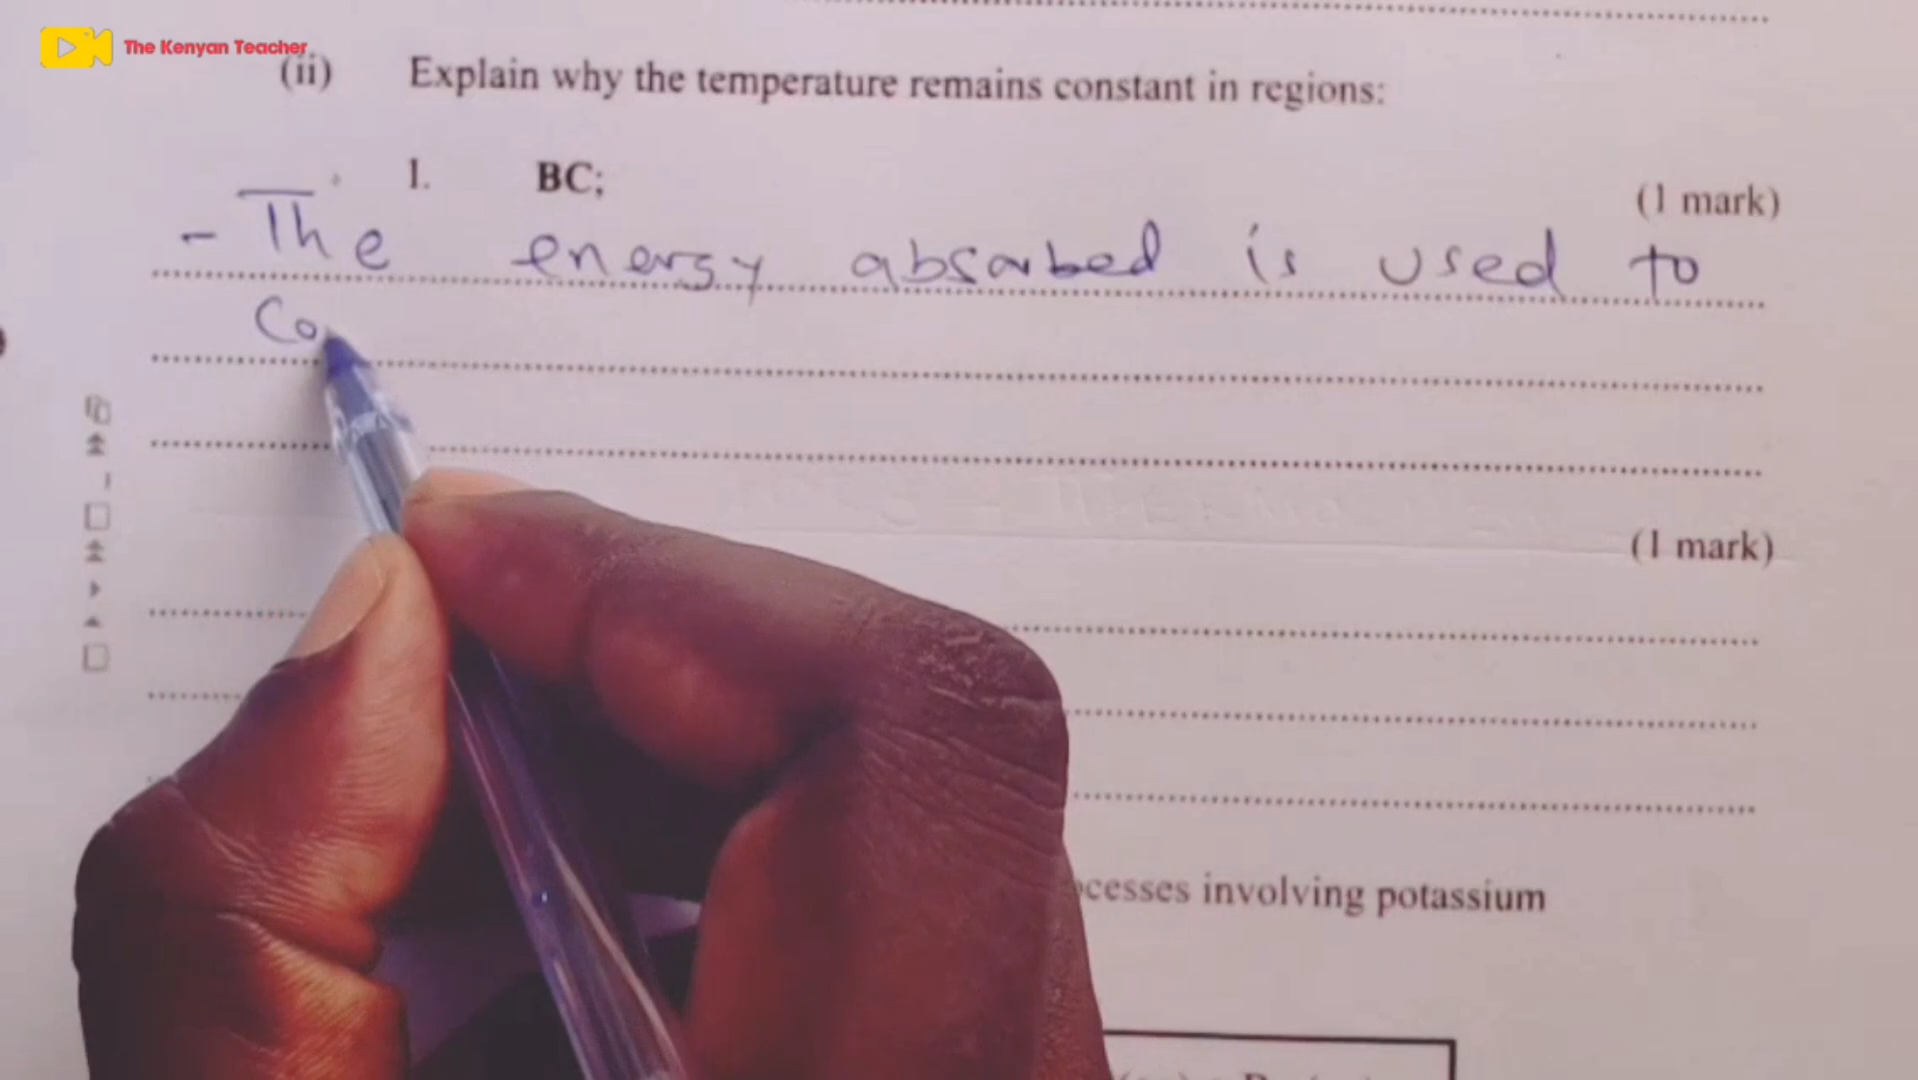 The Kenyan Teacher
(ii) Explain why the temperature remains constant in regions:
I. BC;
(1 mark)
- The energy absorbed is used to
Co
(1 mark)
processes involving potassium